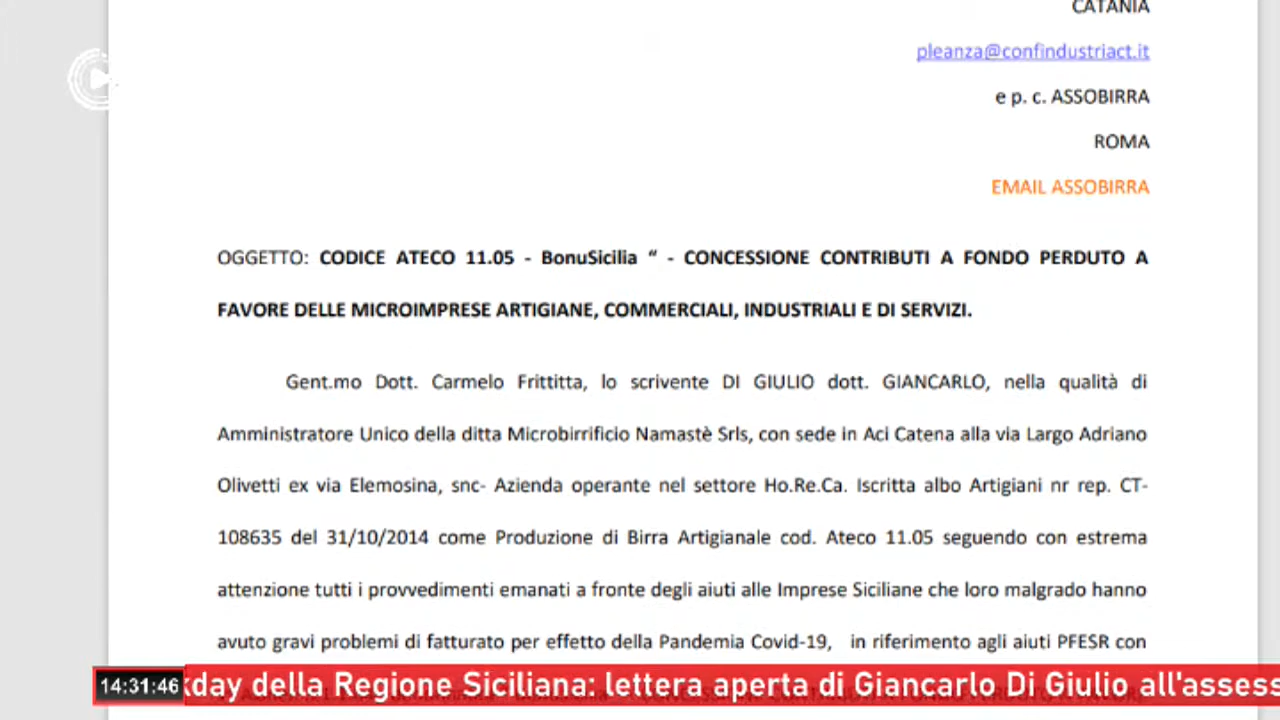 CATANIA
pleanza@confindustriact.it
e p. c. ASSOBIRRA
ROMA
EMAIL ASSOBIRRA
OGGETTO: CODICE ATECO 11.05 - BonuSicilia “ - CONCESSIONE CONTRIBUTI A FONDO PERDUTO A
FAVORE DELLE MICROIMPRESE ARTIGIANE, COMMERCIALI, INDUSTRIALI E DI SERVIZI.
Gent.mo Dott. Carmelo Frittitta, lo scrivente DI GIULIO dott. GIANCARLO, nella qualità di
Amministratore Unico della ditta Microbirrificio Namastè Srls, con sede in Aci Catena alla via Largo Adriano
Olivetti ex via Elemosina, snc- Azienda operante nel settore Ho.Re.Ca. Iscritta albo Artigiani nr rep. CT-
108635 del 31/10/2014 come Produzione di Birra Artigianale cod. Ateco 11.05 seguendo con estrema
attenzione tutti i provvedimenti emanati a fronte degli aiuti alle Imprese Siciliane che loro malgrado hanno
avuto gravi problemi di fatturato per effetto della Pandemia Covid-19, in riferimento agli aiuti PFESR con
14:31:46 kday della Regione Siciliana: lettera aperta di Giancarlo Di Giulio all'assess